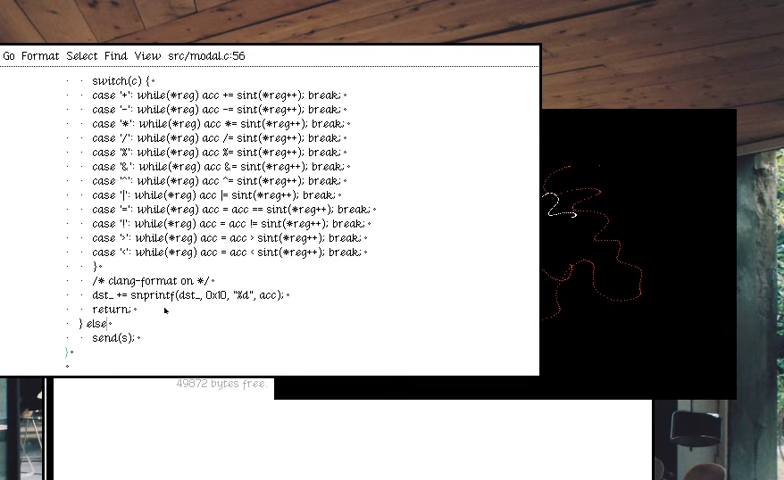 Go Format Select Find View src/modal.c:56
switch(c) {
case '+': while(*reg) acc += sint(*reg++); break;
case '-': while(*reg) acc -= sint(*reg++); break;
case '*': while(*reg) acc *= sint(*reg++); break;
case '/': while(*reg) acc /= sint(*reg++); break;
case '%': while(*reg) acc %= sint(*reg++); break;
case '&': while(*reg) acc &= sint(*reg++); break;
case '^': while(*reg) acc ^= sint(*reg++); break;
case '|': while(*reg) acc |= sint(*reg++); break;
case '=': while(*reg) acc = acc == sint(*reg++); break;
case '!': while(*reg) acc = acc != sint(*reg++); break;
case '>': while(*reg) acc = acc > sint(*reg++); break;
case '<': while(*reg) acc = acc < sint(*reg++); break;
}
/* clang-format on */
dst_ += snprintf(dst_, 0x10, "%d", acc);
return;
} else
send(s);
}
49872 bytes free.